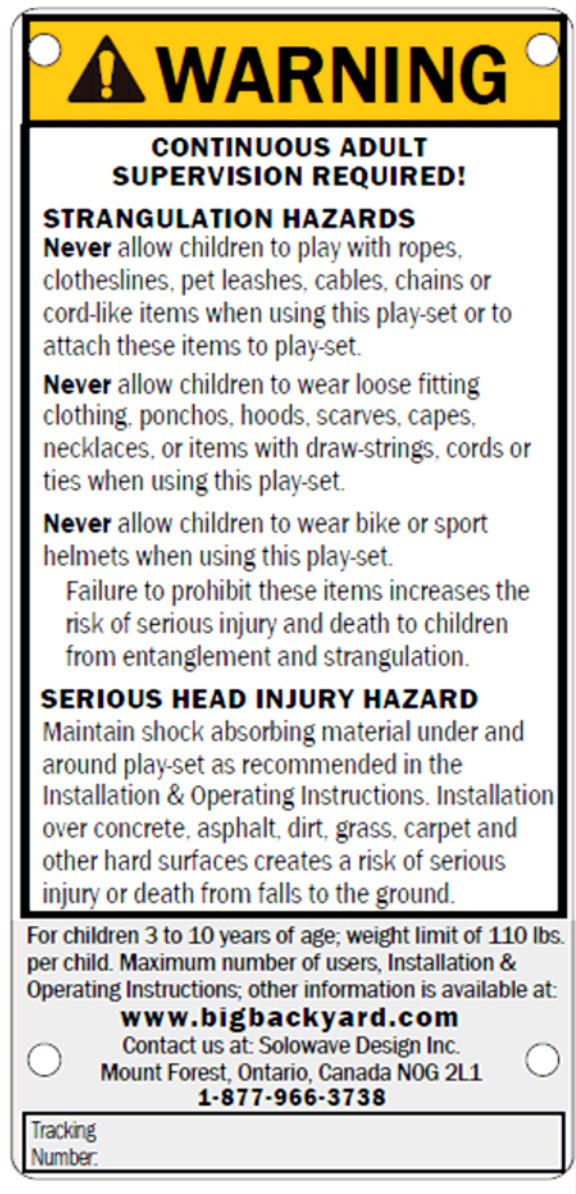 WARNING
CONTINUOUS ADULT
SUPERVISION REQUIRED!
STRANGULATION HAZARDS
Never allow children to play with ropes,
clotheslines, pet leashes, cables, chains or
cord-like items when using this play-set or to
attach these items to play-set.
Never allow children to wear loose fitting
clothing, ponchos, hoods, scarves, capes,
necklaces, or items with draw-strings, cords or
ties when using this play-set.
Never allow children to wear bike or sport
helmets when using this play-set.
Failure to prohibit these items increases the
risk of serious injury and death to children
from entanglement and strangulation.
SERIOUS HEAD INJURY HAZARD
Maintain shock absorbing material under and
around play-set as recommended in the
Installation & Operating Instructions. Installation
over concrete, asphalt, dirt, grass, carpet and
other hard surfaces creates a risk of serious
injury or death from falls to the ground.
For children 3 to 10 years of age; weight limit of 110 lbs.
per child. Maximum number of users, Installation &
Operating Instructions; other information is available at:
www.bigbackyard.com
Contact us at: Solowave Design Inc.
Mount Forest, Ontario, Canada N0G 2L1
1-877-966-3738
Tracking
Number: